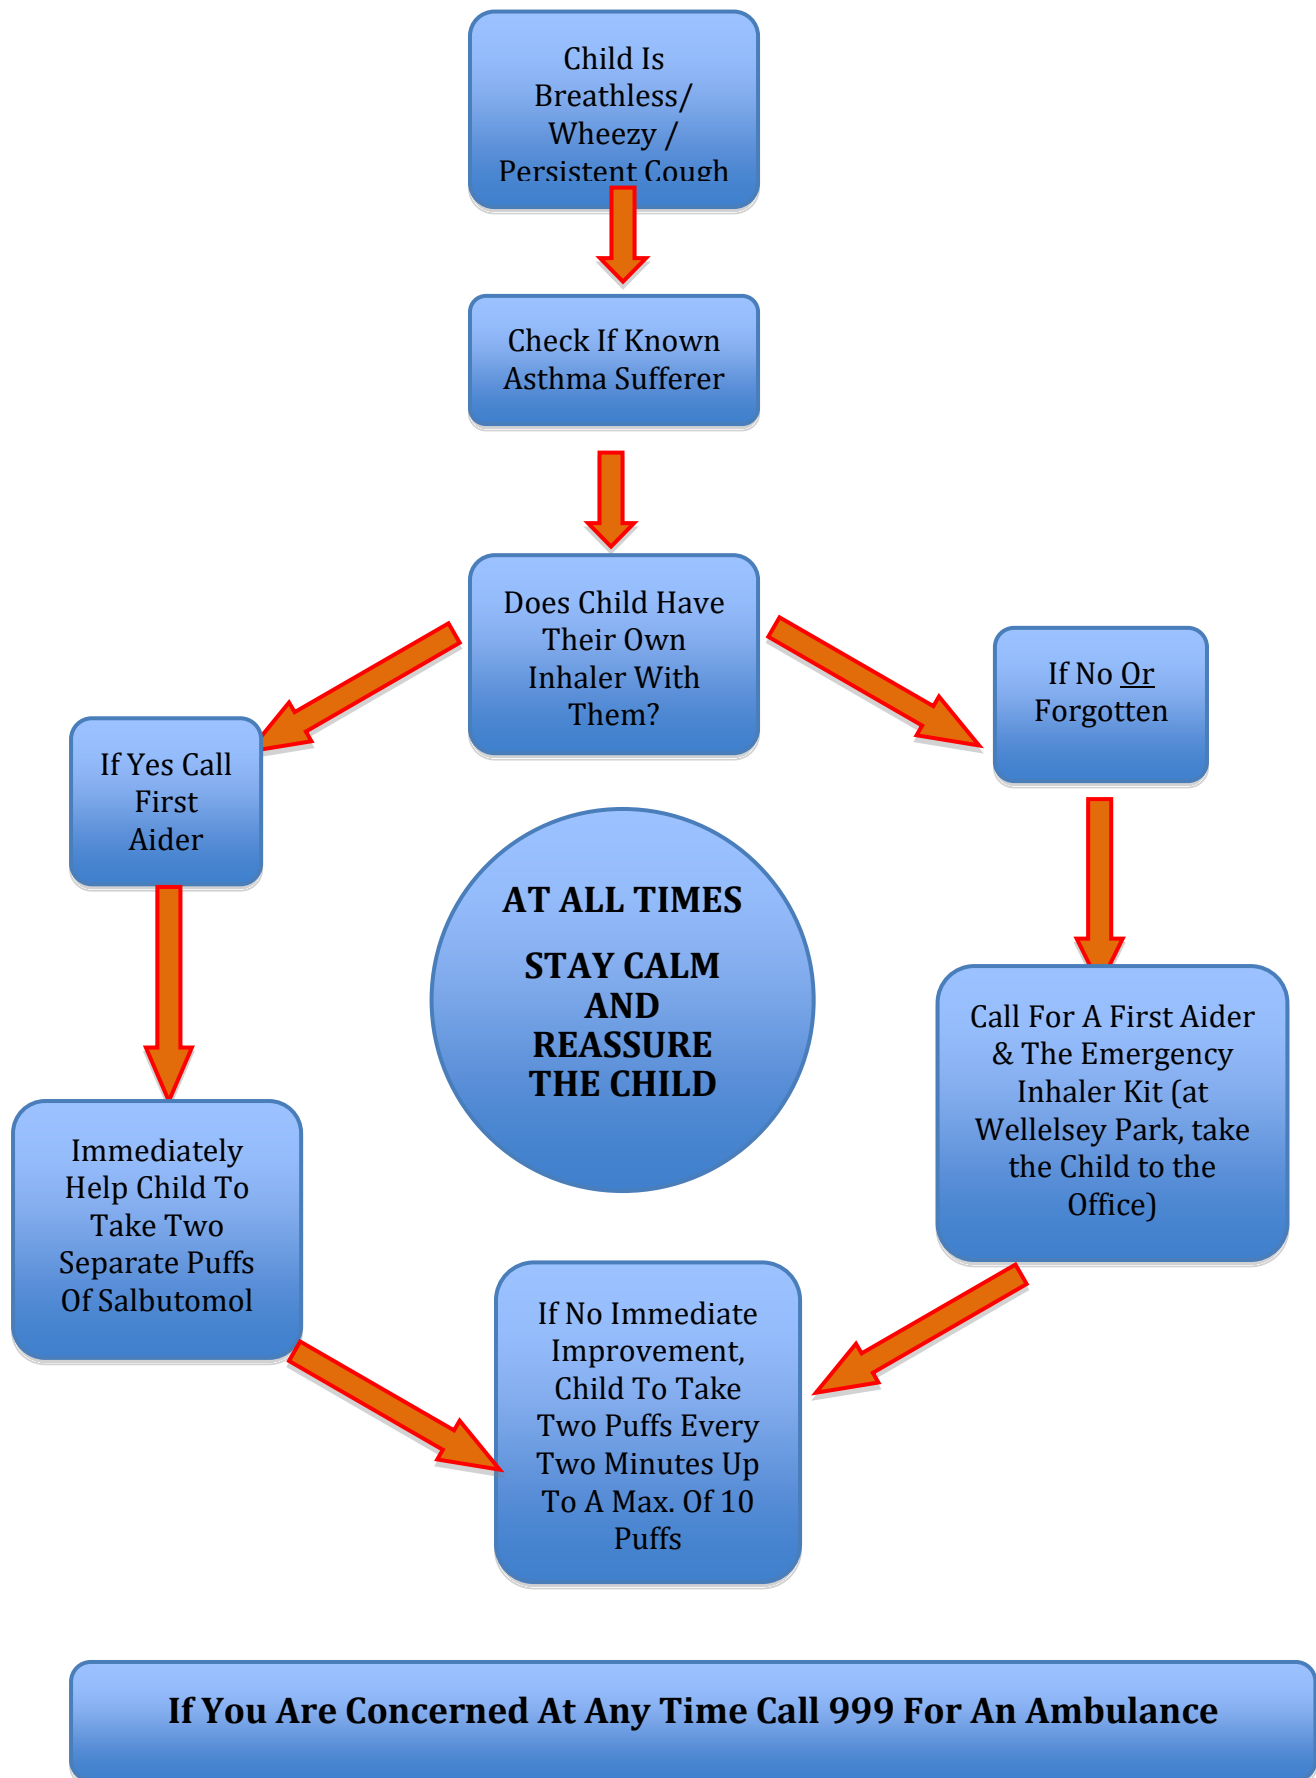 Child Is
Breathless/
Wheezy /
Persistent Cough
Check If Known
Asthma Sufferer
Does Child Have
Their Own
Inhaler With
Them?
If No Or
Forgotten
If Yes Call
First
Aider
AT ALL TIMES
STAY CALM
AND
REASSURE
THE CHILD
Call For A First Aider
& The Emergency
Inhaler Kit (at
Wellelsey Park, take
the Child to the
Office)
Immediately
Help Child To
Take Two
Separate Puffs
Of Salbutomol
If No Immediate
Improvement,
Child To Take
Two Puffs Every
Two Minutes Up
To A Max. Of 10
Puffs
If You Are Concerned At Any Time Call 999 For An Ambulance